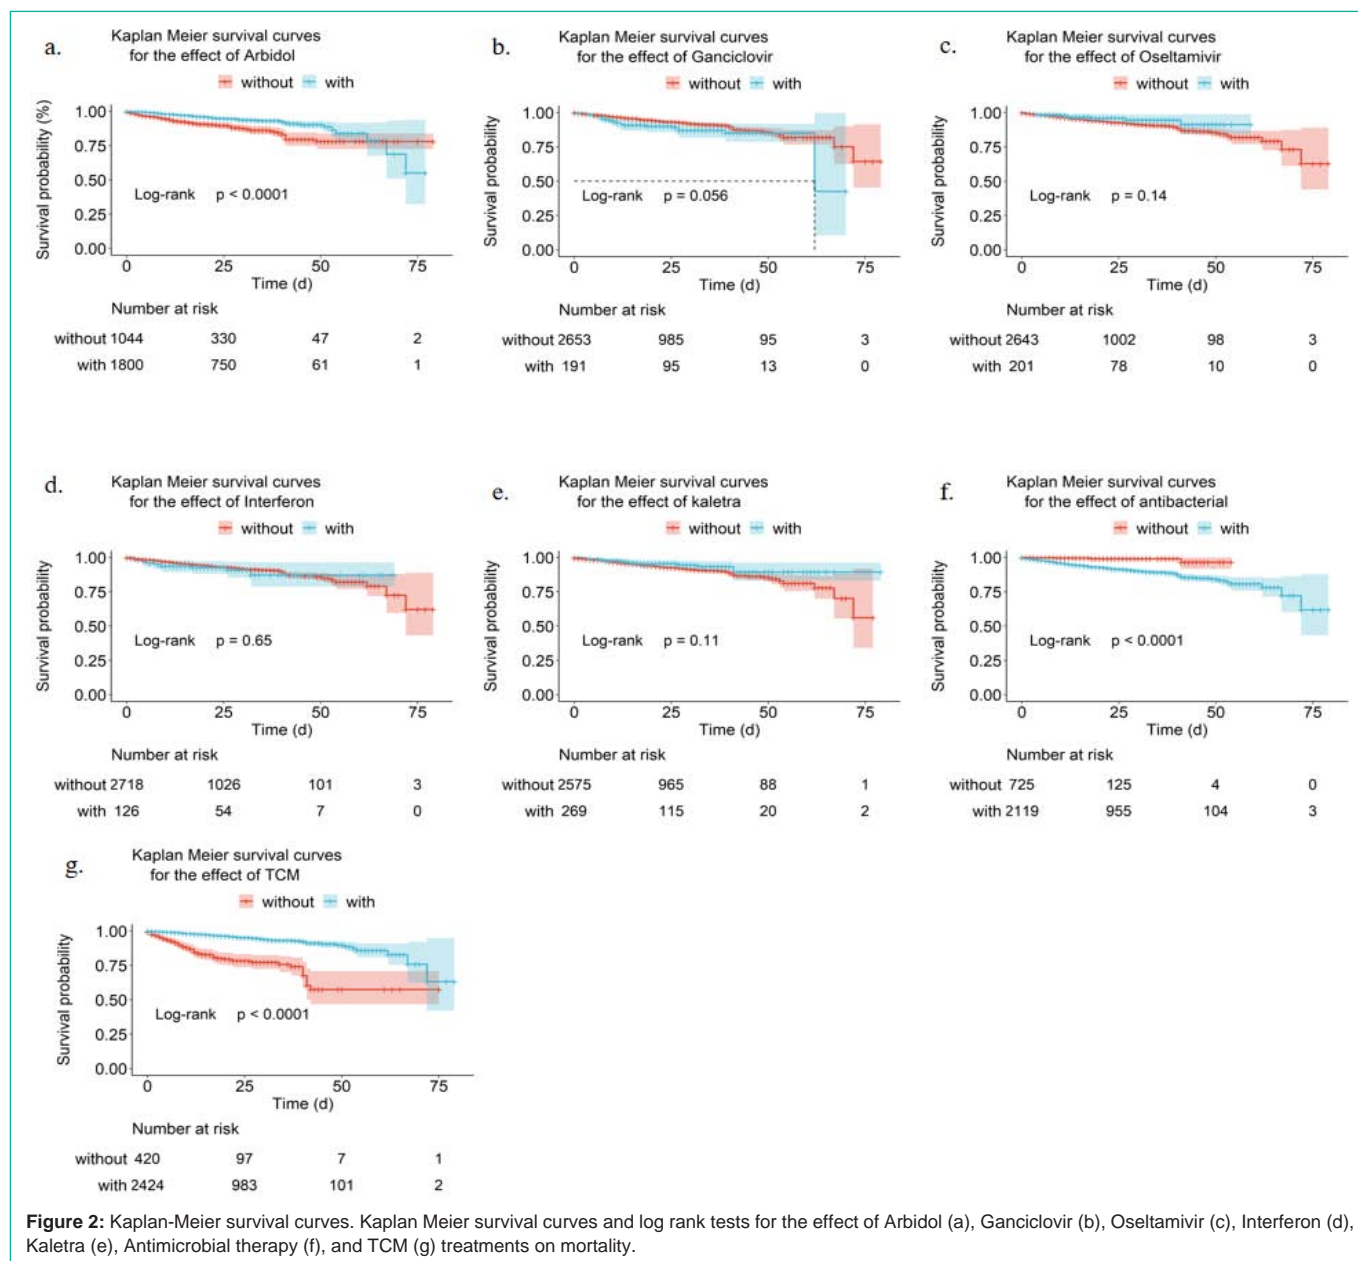 a.
Kaplan Meier survival curves
for the effect of Arbidol
without with
Survival probability (%)
1.00
0.75
0.50
0.25
0.00
Log-rank p < 0.0001
0 25 50 75
Time (d)
Number at risk
without 1044 330 47 2
with 1800 750 61 1
b.
Kaplan Meier survival curves
for the effect of Ganciclovir
without with
Survival probability
1.00
0.75
0.50
0.25
0.00
Log-rank p = 0.056
0 25 50 75
Time (d)
Number at risk
without 2653 985 95 3
with 191 95 13 0
c.
Kaplan Meier survival curves
for the effect of Oseltamivir
without with
Survival probability
1.00
0.75
0.50
0.25
0.00
Log-rank p = 0.14
0 25 50 75
Time (d)
Number at risk
without 2643 1002 98 3
with 201 78 10 0
d.
Kaplan Meier survival curves
for the effect of Interferon
without with
Survival probability
1.00
0.75
0.50
0.25
0.00
Log-rank p = 0.65
0 25 50 75
Time (d)
Number at risk
without 2718 1026 101 3
with 126 54 7 0
e.
Kaplan Meier survival curves
for the effect of kaletra
without with
Survival probability
1.00
0.75
0.50
0.25
0.00
Log-rank p = 0.11
0 25 50 75
Time (d)
Number at risk
without 2575 965 88 1
with 269 115 20 2
f.
Kaplan Meier survival curves
for the effect of antibacterial
without with
Survival probability
1.00
0.75
0.50
0.25
0.00
Log-rank p < 0.0001
0 25 50 75
Time (d)
Number at risk
without 725 125 4 0
with 2119 955 104 3
g.
Kaplan Meier survival curves
for the effect of TCM
without with
Survival probability
1.00
0.75
0.50
0.25
0.00
Log-rank p < 0.0001
0 25 50 75
Time (d)
Number at risk
without 420 97 7 1
with 2424 983 101 2
Figure 2: Kaplan-Meier survival curves. Kaplan Meier survival curves and log rank tests for the effect of Arbidol (a), Ganciclovir (b), Oseltamivir (c), Interferon (d),
Kaletra (e), Antimicrobial therapy (f), and TCM (g) treatments on mortality.